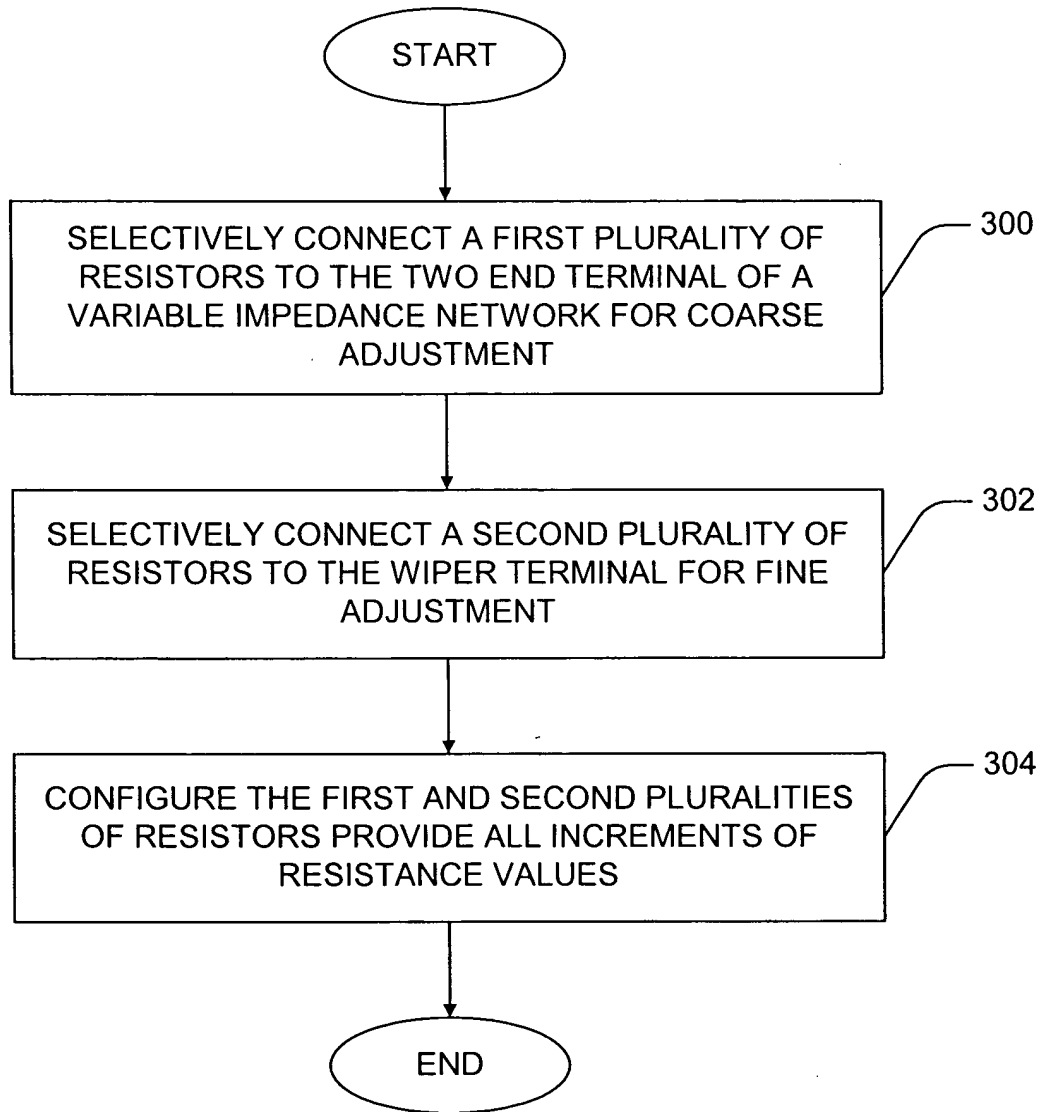 START
SELECTIVELY CONNECT A FIRST PLURALITY OF
RESISTORS TO THE TWO END TERMINAL OF A
VARIABLE IMPEDANCE NETWORK FOR COARSE
ADJUSTMENT
300
SELECTIVELY CONNECT A SECOND PLURALITY OF
RESISTORS TO THE WIPER TERMINAL FOR FINE
ADJUSTMENT
302
CONFIGURE THE FIRST AND SECOND PLURALITIES
OF RESISTORS PROVIDE ALL INCREMENTS OF
RESISTANCE VALUES
304
END